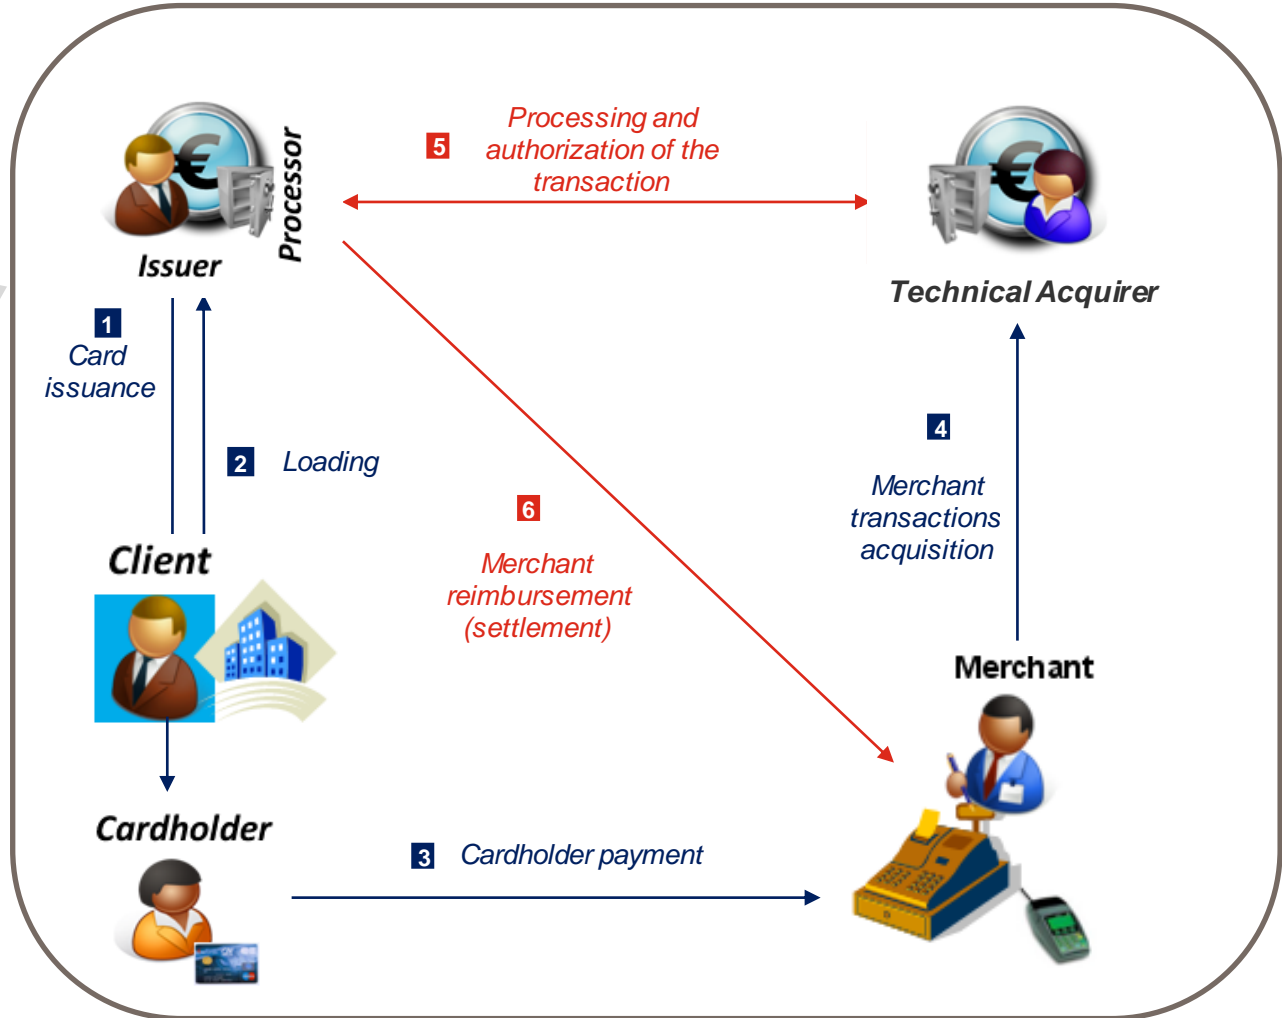 5
Processing and
authorization of the
transaction
Processor
Issuer
Technical Acquirer
1
Card
issuance
2
Loading
4
Merchant
transactions
acquisition
6
Merchant
reimbursement
(settlement)
Client
Merchant
Cardholder
3
Cardholder payment